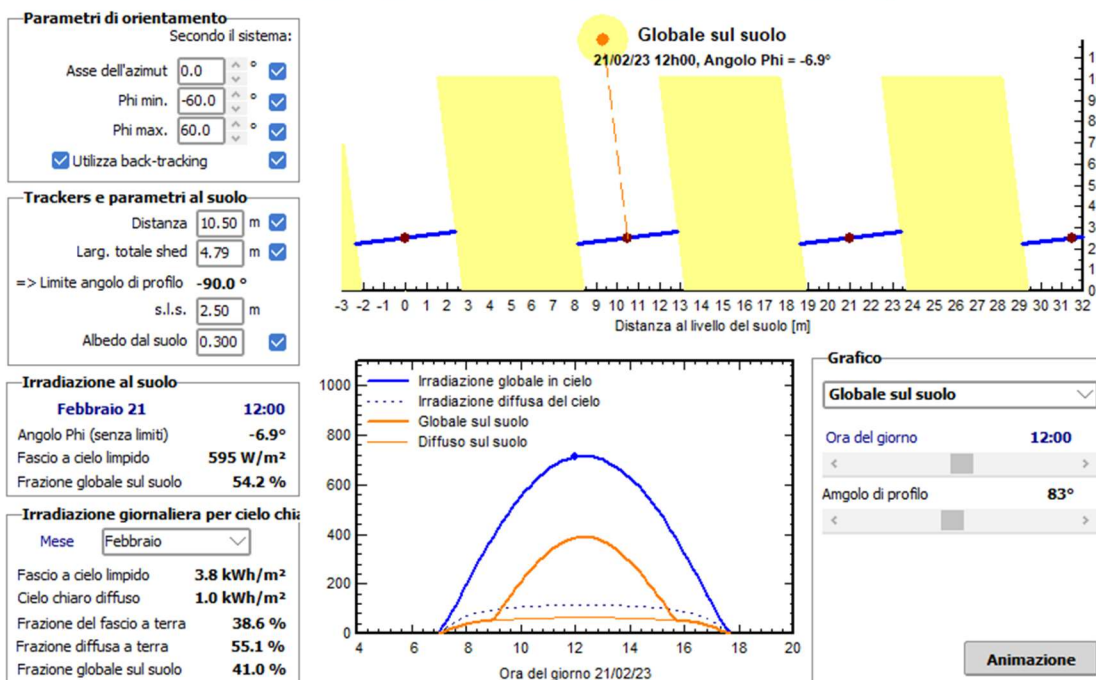 Parametri di orientamento
Secondo il sistema:
Asse dell'azimut 0.0 °
Phi min. -60.0 °
Phi max. 60.0 °
Utilizza back-tracking
Trackers e parametri al suolo
Distanza 10.50 m
Larg. totale shed 4.79 m
=> Limite angolo di profilo -90.0 °
s.l.s. 2.50 m
Albedo dal suolo 0.300
Irradiazione al suolo
Febbraio 21 12:00
Angolo Phi (senza limiti) -6.9°
Fascio a cielo limpido 595 W/m²
Frazione globale sul suolo 54.2 %
Irradiazione giornaliera per cielo chia
Mese Febbraio
Fascio a cielo limpido 3.8 kWh/m²
Cielo chiaro diffuso 1.0 kWh/m²
Frazione del fascio a terra 38.6 %
Frazione diffusa a terra 55.1 %
Frazione globale sul suolo 41.0 %
Globale sul suolo
21/02/23 12h00, Angolo Phi = -6.9°
9
8
7
6
5
4
3
2
1
0
-3 -2 -1 0 1 2 3 4 5 6 7 8 9 10 11 12 13 14 15 16 17 18 19 20 21 22 23 24 25 26 27 28 29 30 31 32
Distanza al livello del suolo [m]
Irradiazione globale in cielo
Irradiazione diffusa del cielo
Globale sul suolo
Diffuso sul suolo
1000
800
600
400
200
0
4 6 8 10 12 14 16 18 20
Ora del giorno 21/02/23
Grafico
Globale sul suolo
Ora del giorno 12:00
Amgolo di profilo 83°
Animazione